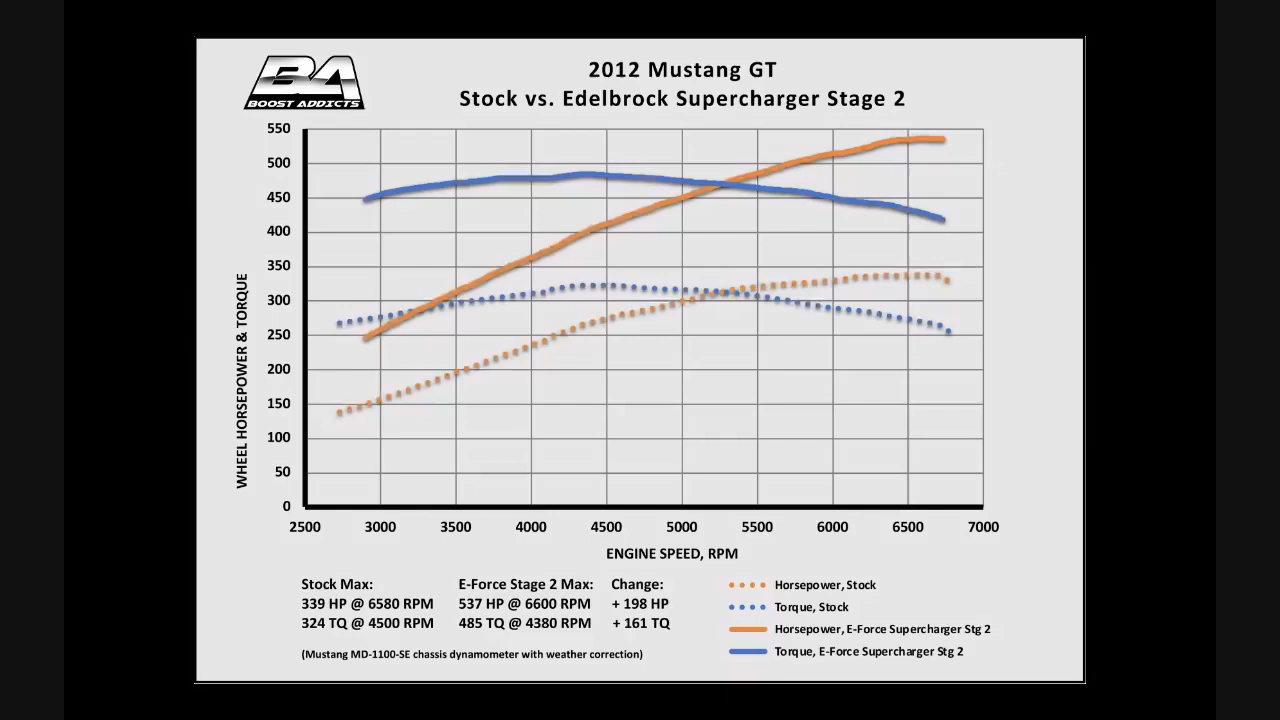 BA
BOOST ADDICTS
2012 Mustang GT
Stock vs. Edelbrock Supercharger Stage 2
WHEEL HORSEPOWER & TORQUE
550
500
450
400
350
300
250
200
150
100
50
0
2500 3000 3500 4000 4500 5000 5500 6000 6500 7000
ENGINE SPEED, RPM
Stock Max: E-Force Stage 2 Max: Change:
339 HP @ 6580 RPM 537 HP @ 6600 RPM + 198 HP
324 TQ @ 4500 RPM 485 TQ @ 4380 RPM + 161 TQ
(Mustang MD-1100-SE chassis dynamometer with weather correction)
Horsepower, Stock
Torque, Stock
Horsepower, E-Force Supercharger Stg 2
Torque, E-Force Supercharger Stg 2